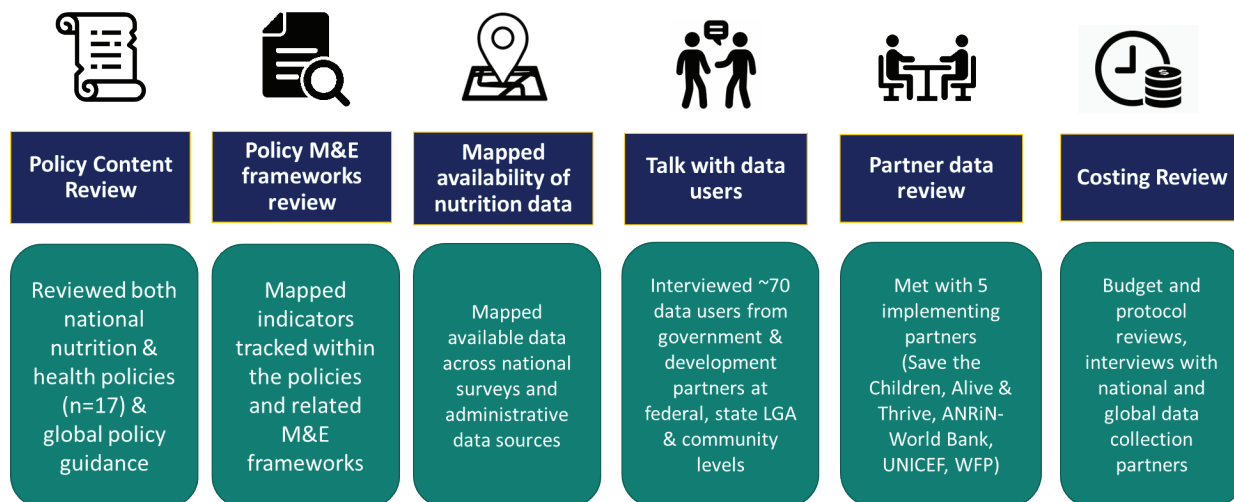 Policy Content
Review
Policy M&E
frameworks
review
Mapped
availability of
nutrition data
Talk with data
users
Partner data
review
Costing Review
Reviewed both
national
nutrition &
health policies
(n=17) &
global policy
guidance
Mapped
indicators
tracked within
the policies
and related
M&E
frameworks
Mapped
available data
across national
surveys and
administrative
data sources
Interviewed ~70
data users from
government &
development
partners at
federal, state LGA
& community
levels
Met with 5
implementing
partners
(Save the
Children, Alive &
Thrive, ANRiN-
World Bank,
UNICEF, WFP)
Budget and
protocol
reviews,
interviews with
national and
global data
collection
partners